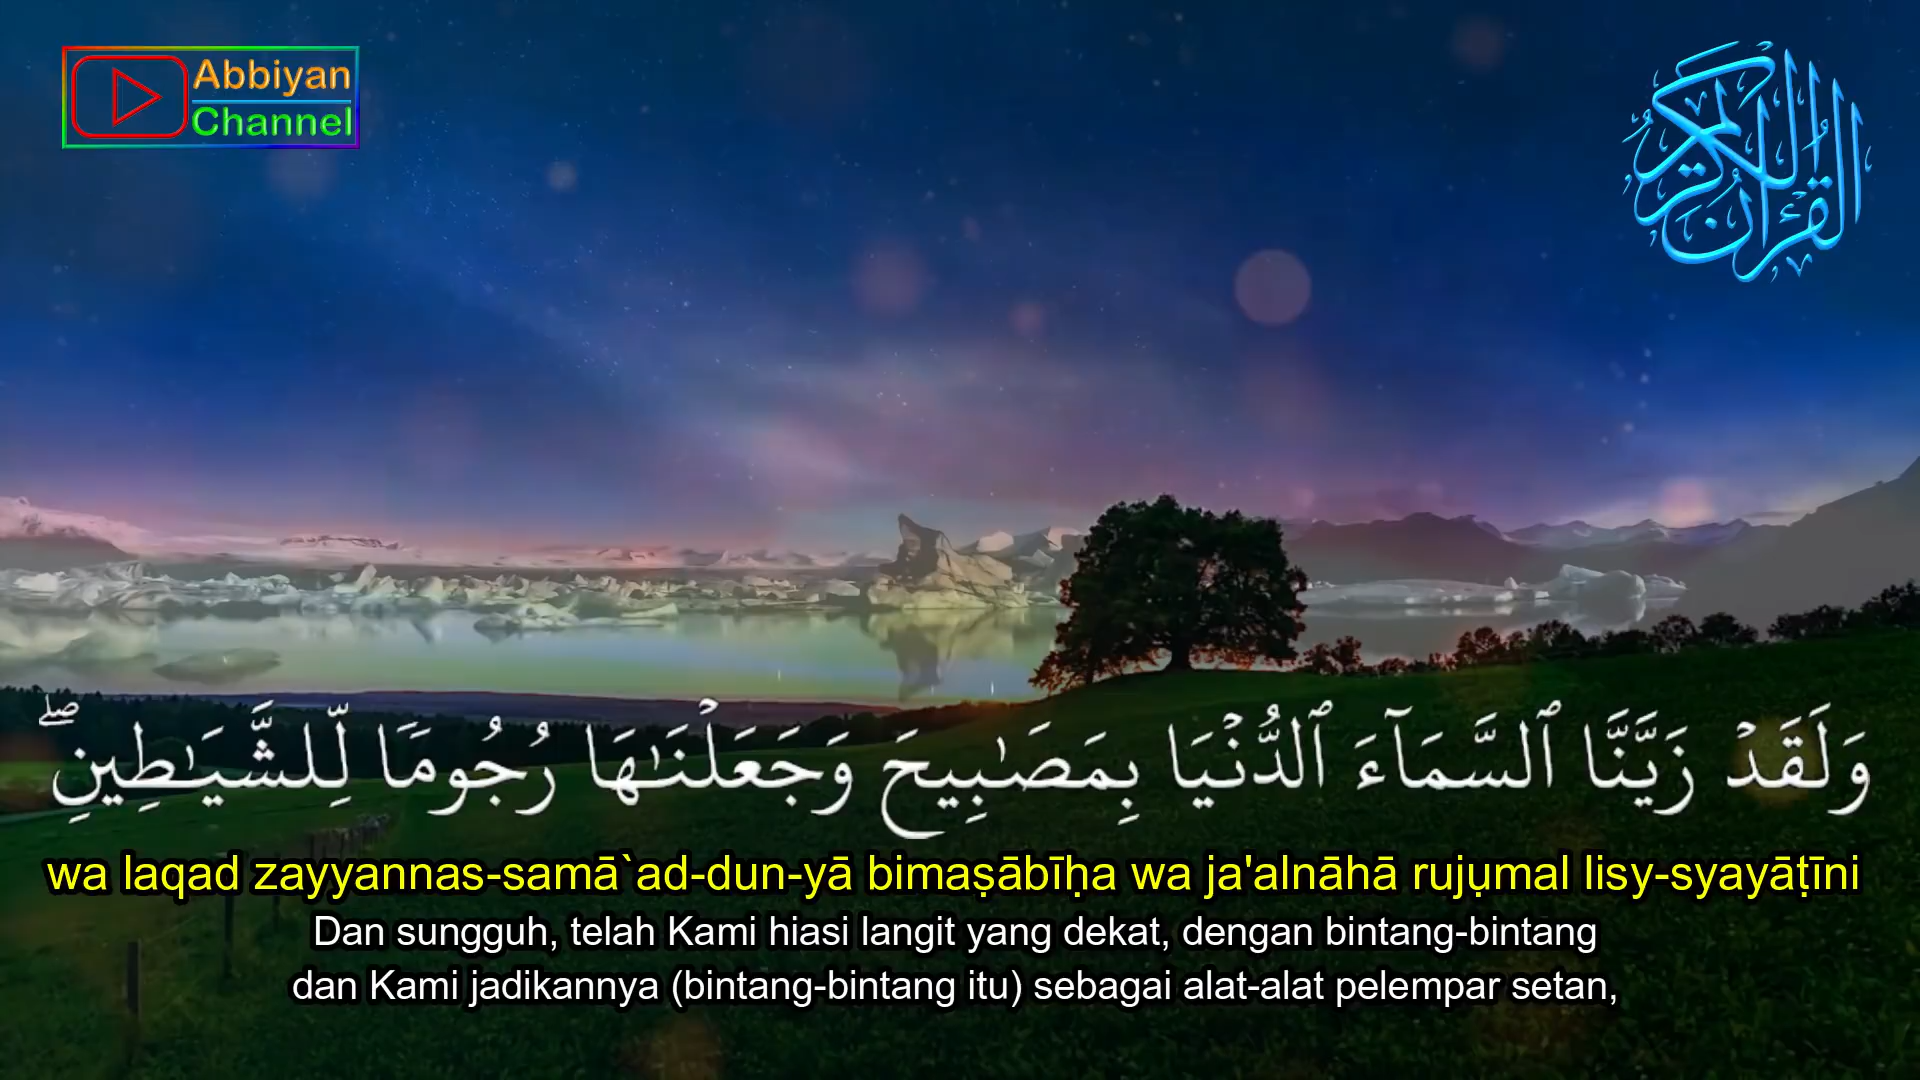 Abbiyan
Channel
القرآن الكريم
وَلَقَدْ زَيَّنَّا ٱلسَّمَآءَ ٱلدُّنْيَا بِمَصَـٰبِيحَ وَجَعَلْنَـٰهَا رُجُومًا لِّلشَّيَـٰطِينِ ۖ
wa laqad zayyannas-samā`ad-dun-yā bimaṣābīḥa wa ja'alnāhā rujụmal lisy-syayāṭīni
Dan sungguh, telah Kami hiasi langit yang dekat, dengan bintang-bintang
dan Kami jadikannya (bintang-bintang itu) sebagai alat-alat pelempar setan,